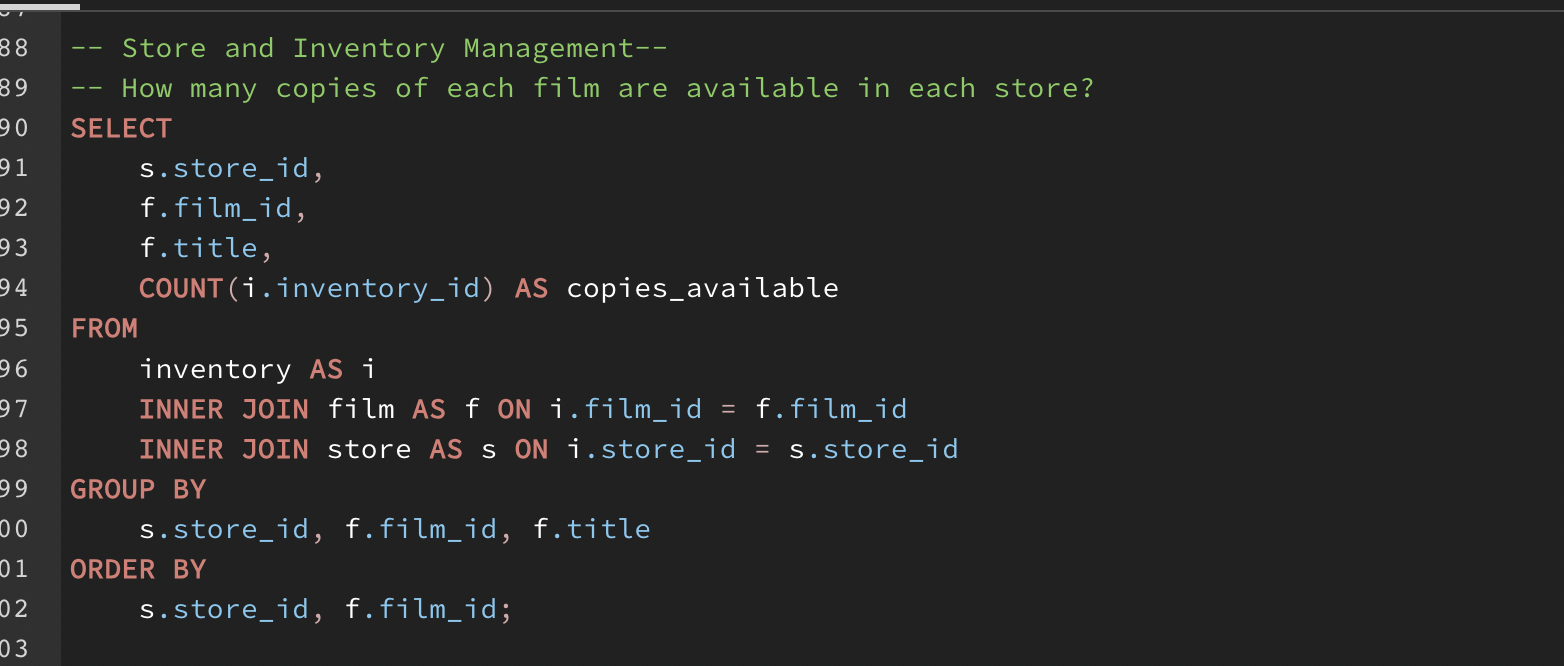 88 -- Store and Inventory Management--
89 -- How many copies of each film are available in each store?
90 SELECT
91     s.store_id,
92     f.film_id,
93     f.title,
94     COUNT(i.inventory_id) AS copies_available
95 FROM
96     inventory AS i
97     INNER JOIN film AS f ON i.film_id = f.film_id
98     INNER JOIN store AS s ON i.store_id = s.store_id
99 GROUP BY
00     s.store_id, f.film_id, f.title
01 ORDER BY
02     s.store_id, f.film_id;
03